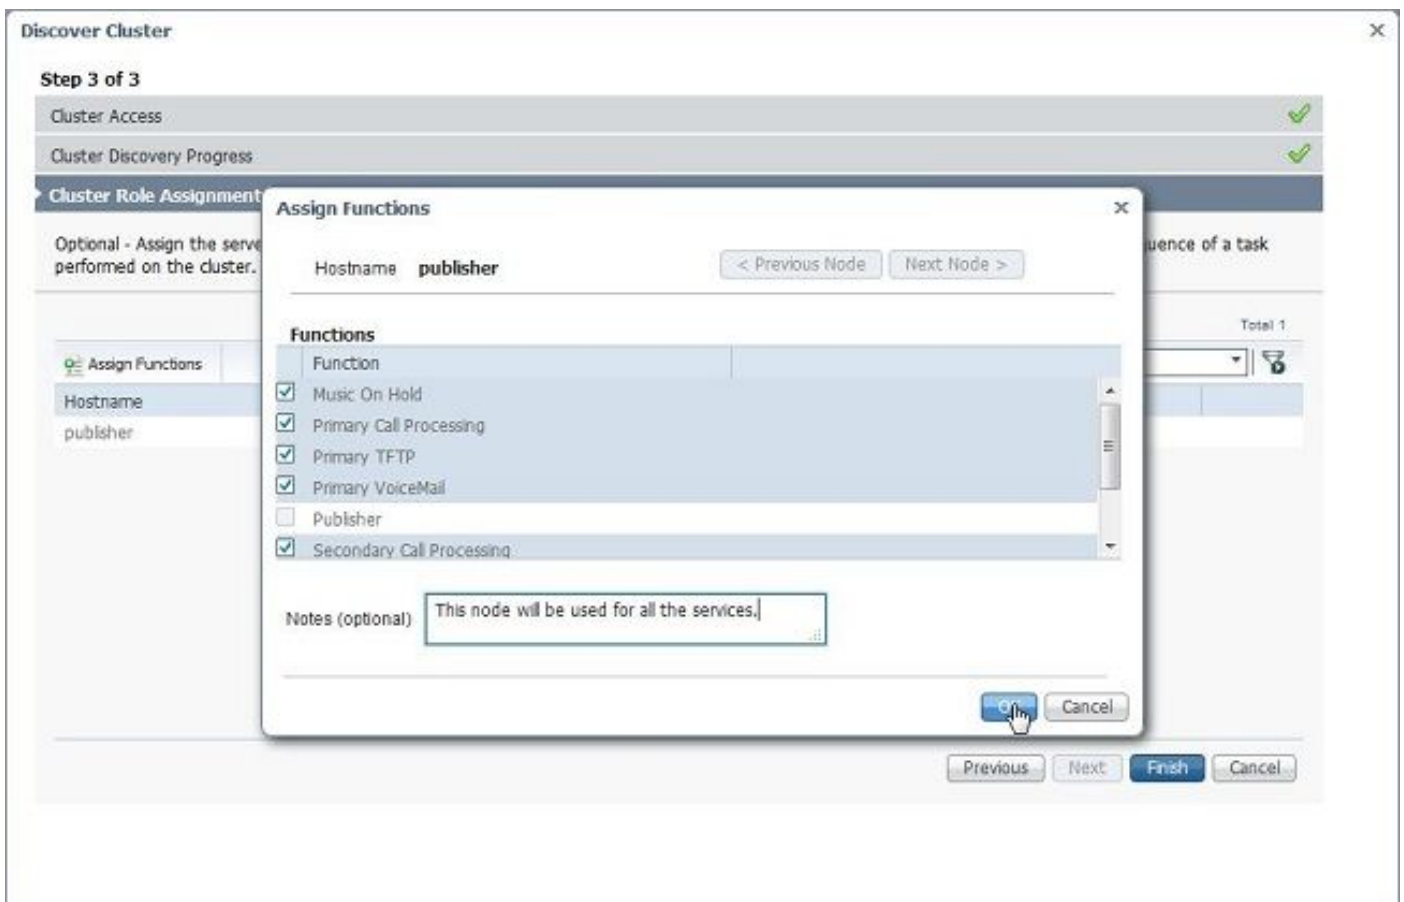 Discover Cluster
Step 3 of 3
Cluster Access
Cluster Discovery Progress
Cluster Role Assignment
Optional - Assign the serve
uence of a task
performed on the cluster.
Total 1
Assign Functions
Hostname
publisher
Assign Functions
Hostname publisher
< Previous Node
Next Node >
Functions
Function
Music On Hold
Primary Call Processing
Primary TFTP
Primary VoiceMail
Publisher
Secondary Call Processing
Notes (optional)
This node will be used for all the services.
Cancel
Previous
Next
Finish
Cancel